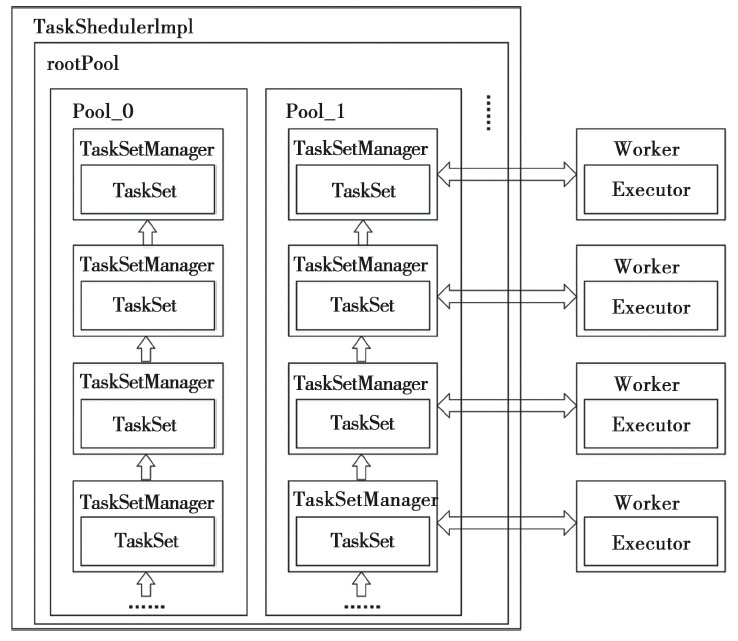 TaskShedulerImpl
rootPool
Pool_0
TaskSetManager
TaskSet
TaskSetManager
TaskSet
TaskSetManager
TaskSet
TaskSetManager
TaskSet
......
Pool_1
TaskSetManager
TaskSet
TaskSetManager
TaskSet
TaskSetManager
TaskSet
TaskSetManager
TaskSet
......
......
Worker
Executor
Worker
Executor
Worker
Executor
Worker
Executor